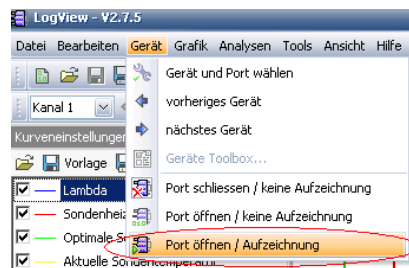 LogView - V2.7.5
Datei Bearbeiten Gerät Grafik Analysen Tools Ansicht Hilfe
Gerät und Port wählen
Kanal 1
vorheriges Gerät
Kurveneinstellungen
nächstes Gerät
Vorlage
Geräte Toolbox...
Lambda
Port schliessen / keine Aufzeichnung
Sondenheiz
Port öffnen / keine Aufzeichnung
Optimale
Port öffnen / Aufzeichnung
Aktuelle Sondentemperatur